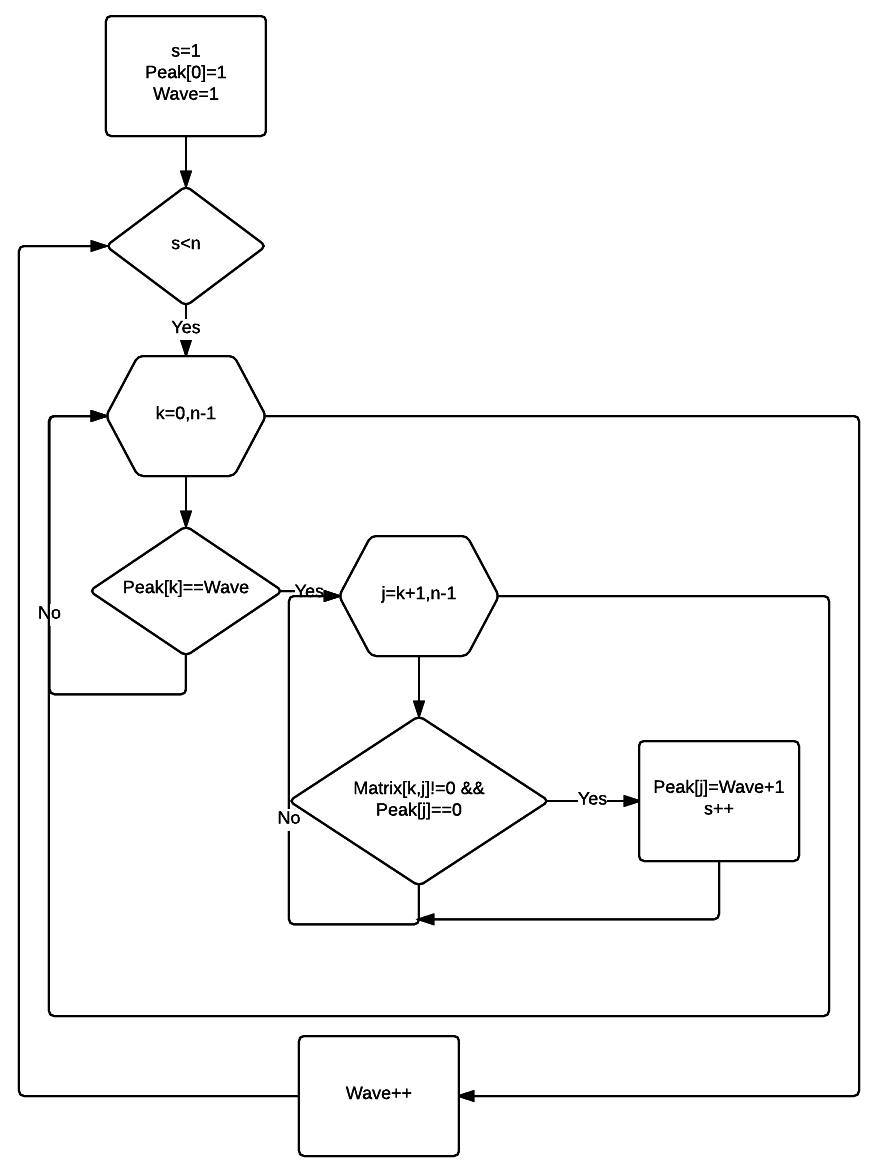 s=1
Peak[0]=1
Wave=1
s<n
Yes
k=0,n-1
Peak[k]==Wave
Yes
j=k+1,n-1
No
Matrix[k,j]!=0 &&
Peak[j]==0
Yes
Peak[j]=Wave+1
s++
No
Wave++